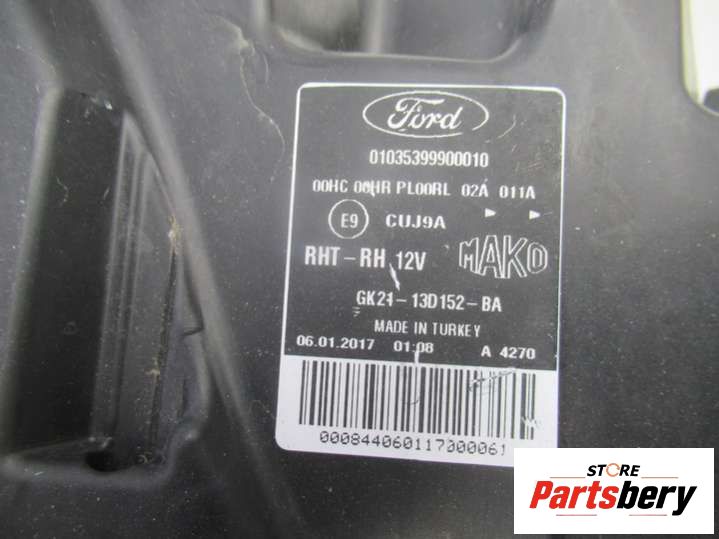 Ford
01035399900010
00HC 00HR PL00RL 02A 011A
E9 CUJ9A
RHT-RH 12V MAKO
GK21-13D152-BA
MADE IN TURKEY
06.01.2017 01:08 A 4270
000844060117000061
STORE
Partsbery